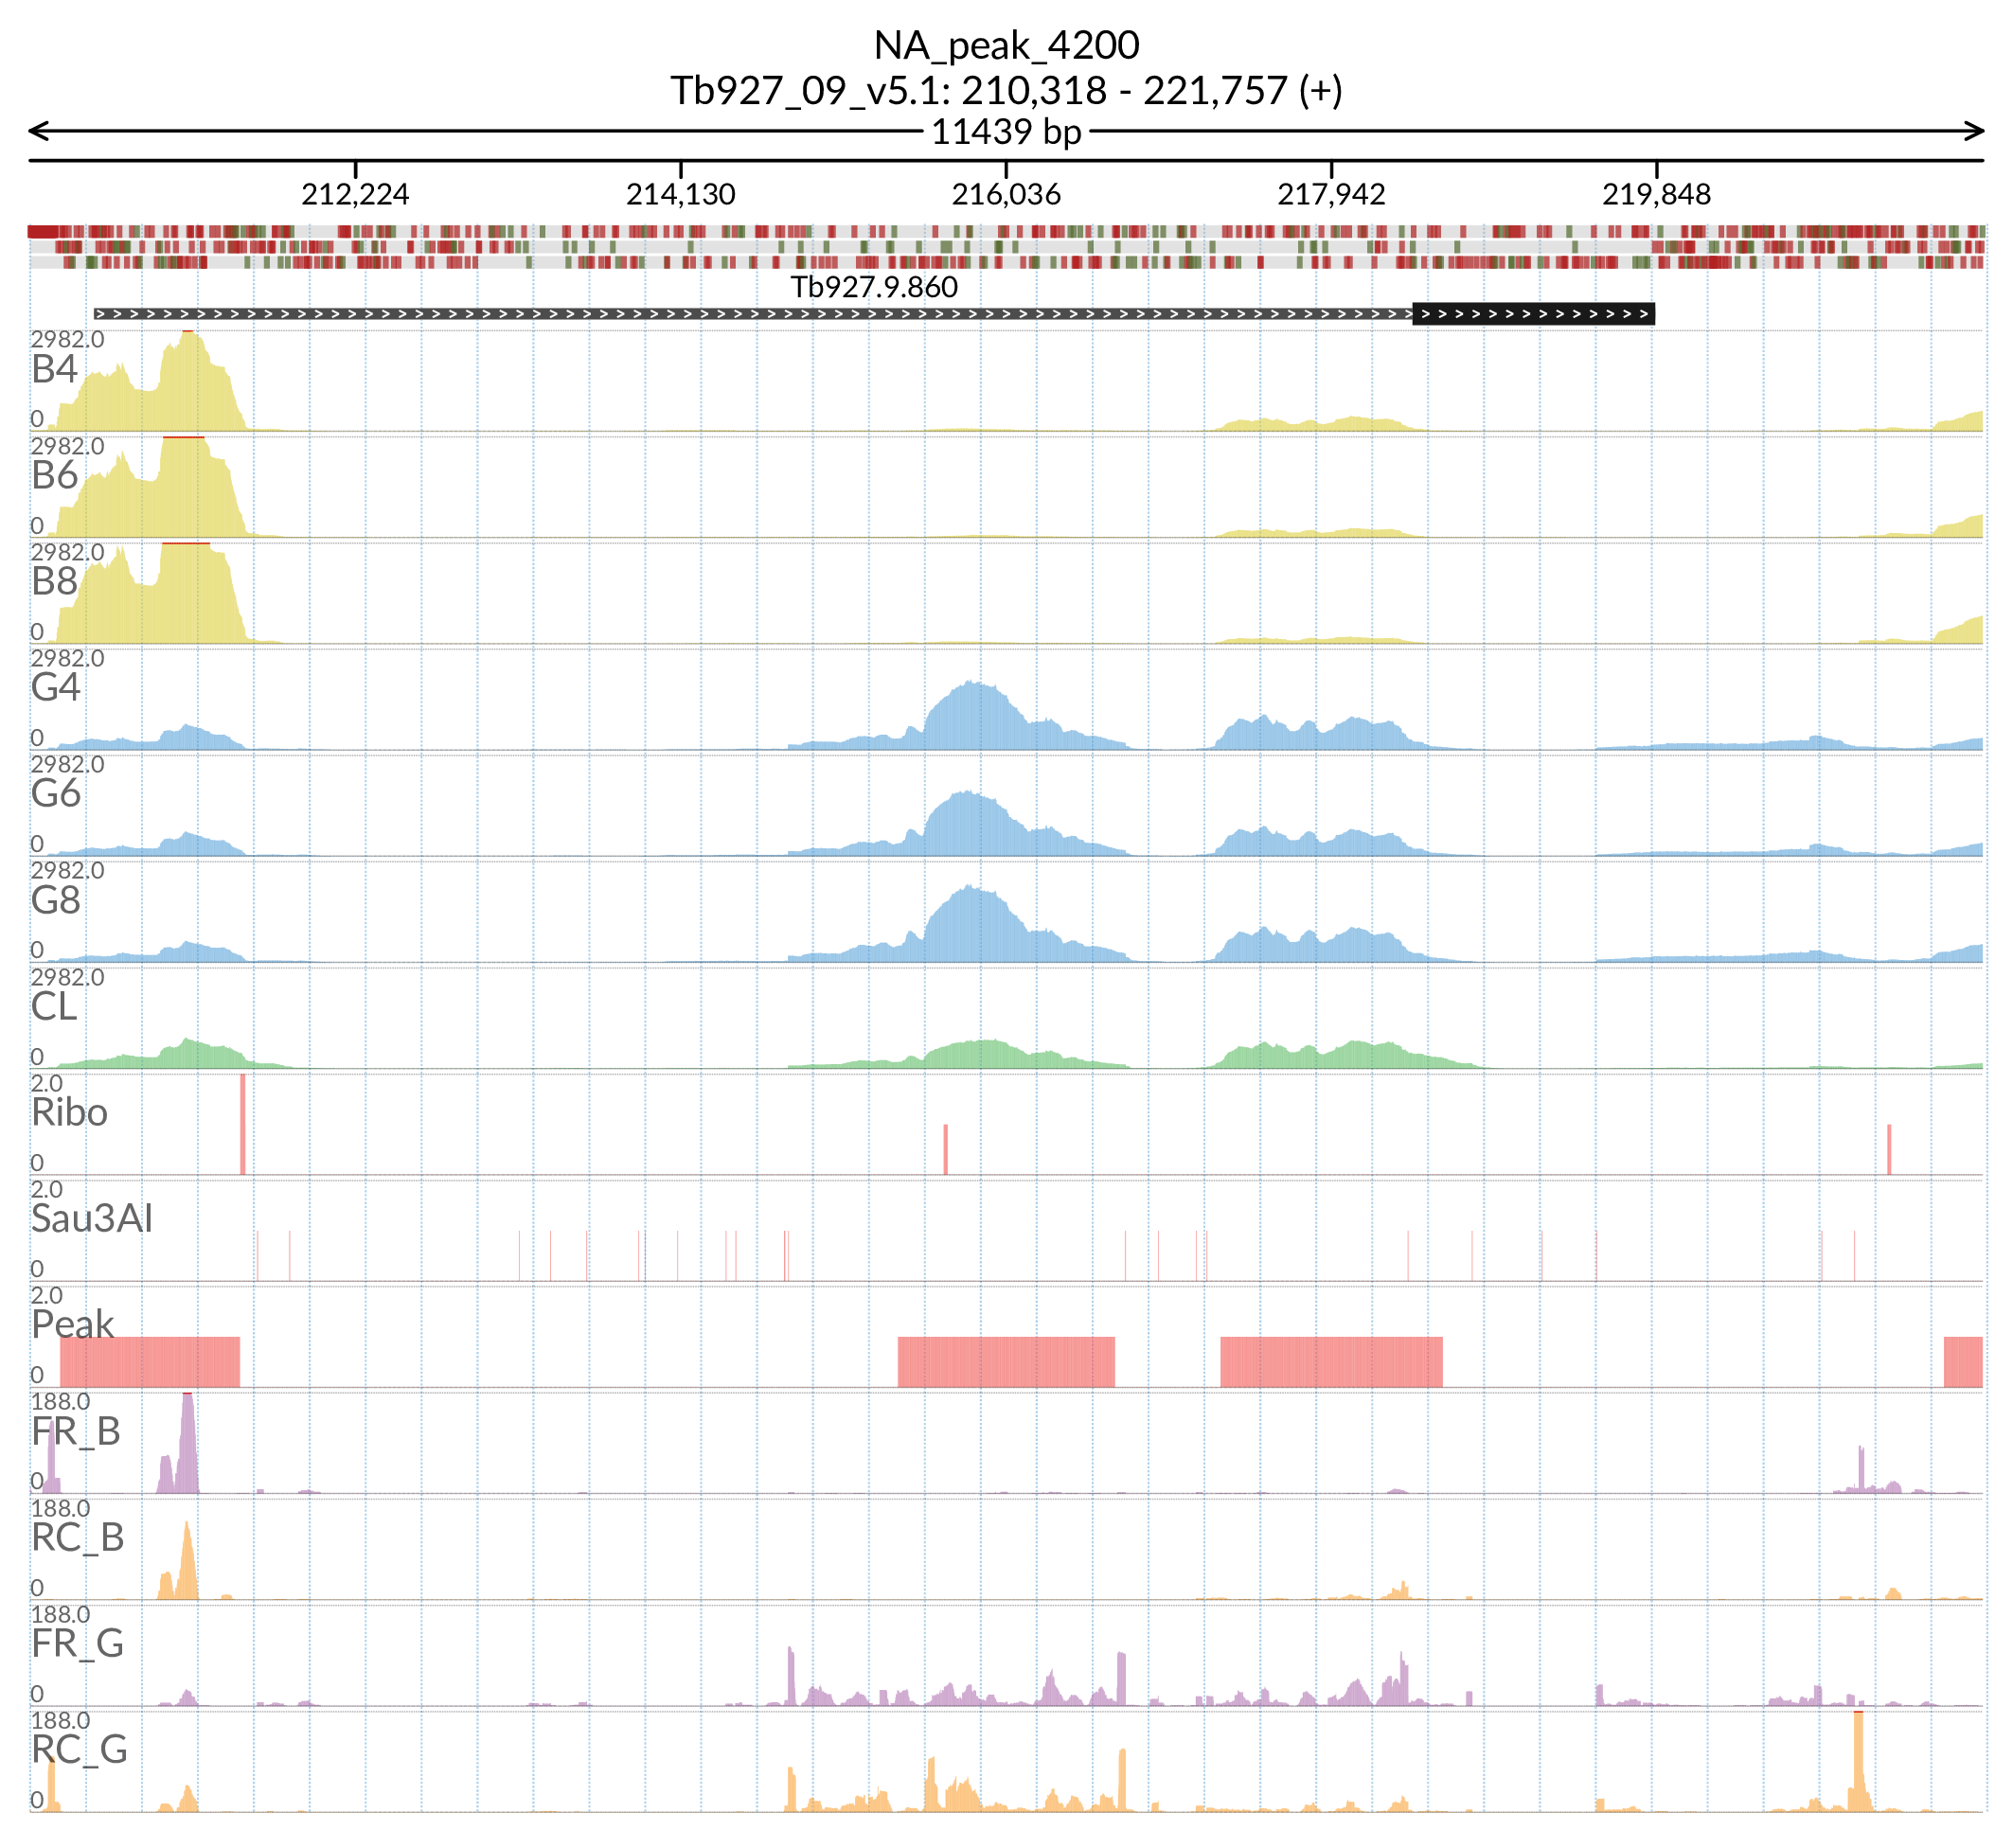 NA_peak_4200
Tb927_09_v5.1: 210,318 - 221,757 (+)
11439 bp
212,224 214,130 216,036 217,942 219,848
Tb927.9.860
2982.0
B4
0
2982.0
B6
0
2982.0
B8
0
2982.0
G4
0
2982.0
G6
0
2982.0
G8
0
2982.0
CL
0
2.0
Ribo
0
2.0
Sau3AI
0
2.0
Peak
0
188.0
FR_B
0
188.0
RC_B
0
188.0
FR_G
0
188.0
RC_G
0